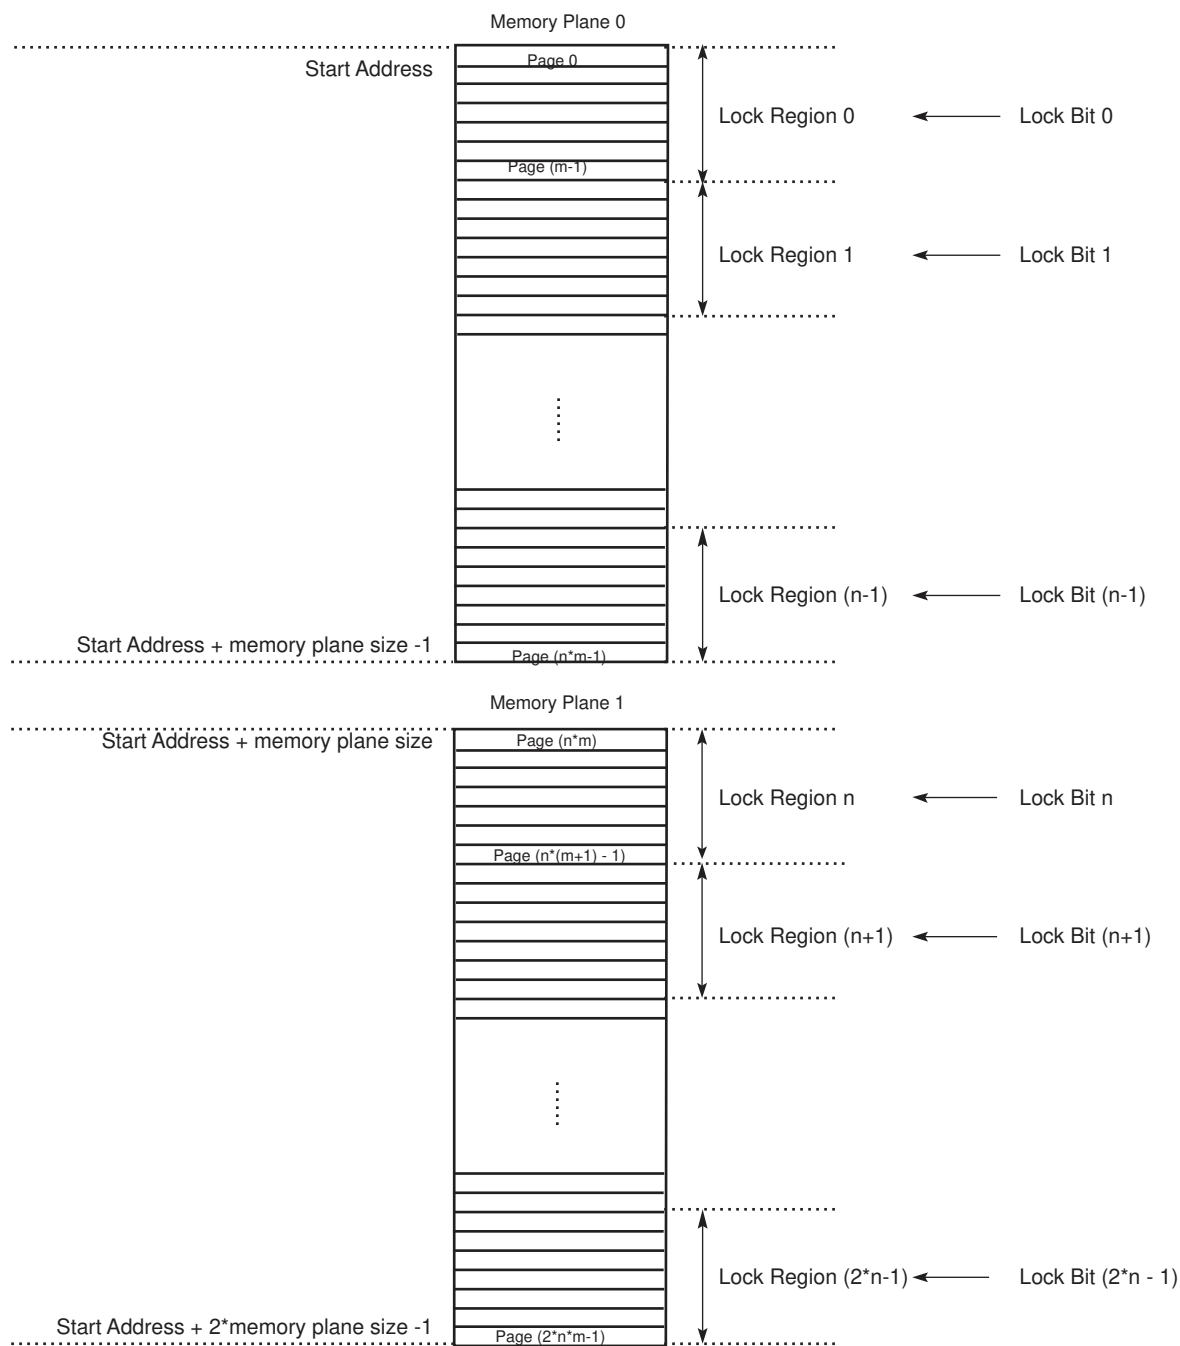 Memory Plane 0
Start Address
Page 0
Lock Region 0
Lock Bit 0
Page (m-1)
Lock Region 1
Lock Bit 1
Lock Region (n-1)
Lock Bit (n-1)
Start Address + memory plane size -1
Page (n*m-1)
Memory Plane 1
Start Address + memory plane size
Page (n*m)
Lock Region n
Lock Bit n
Page (n*(m+1) - 1)
Lock Region (n+1)
Lock Bit (n+1)
Lock Region (2*n-1)
Lock Bit (2*n - 1)
Start Address + 2*memory plane size -1
Page (2*n*m-1)